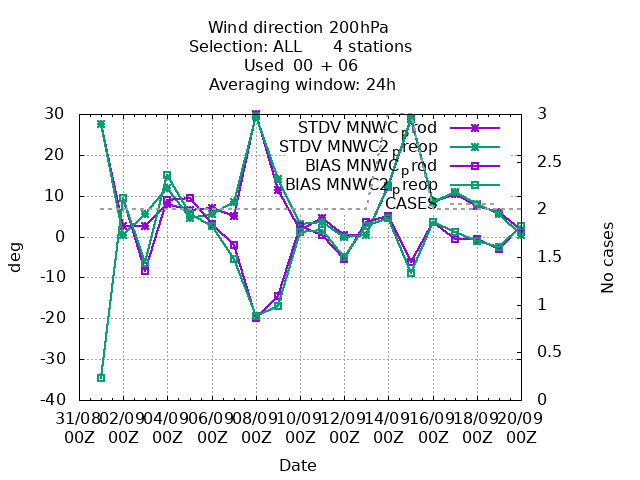 Wind direction 200hPa
Selection: ALL 4 stations
Used 00 + 06
Averaging window: 24h
30 3
STDV MNWC_prod
STDV MNWC2_preop
20 2.5
BIAS MNWC_prod
BIAS MNWC2_preop
CASES
10 2
0 1.5
-10 1
-20
-30 0.5
-40 0
deg
No cases
31/08 02/09 04/09 06/09 08/09 10/09 12/09 14/09 16/09 18/09 20/09
00Z 00Z 00Z 00Z 00Z 00Z 00Z 00Z 00Z 00Z 00Z
Date